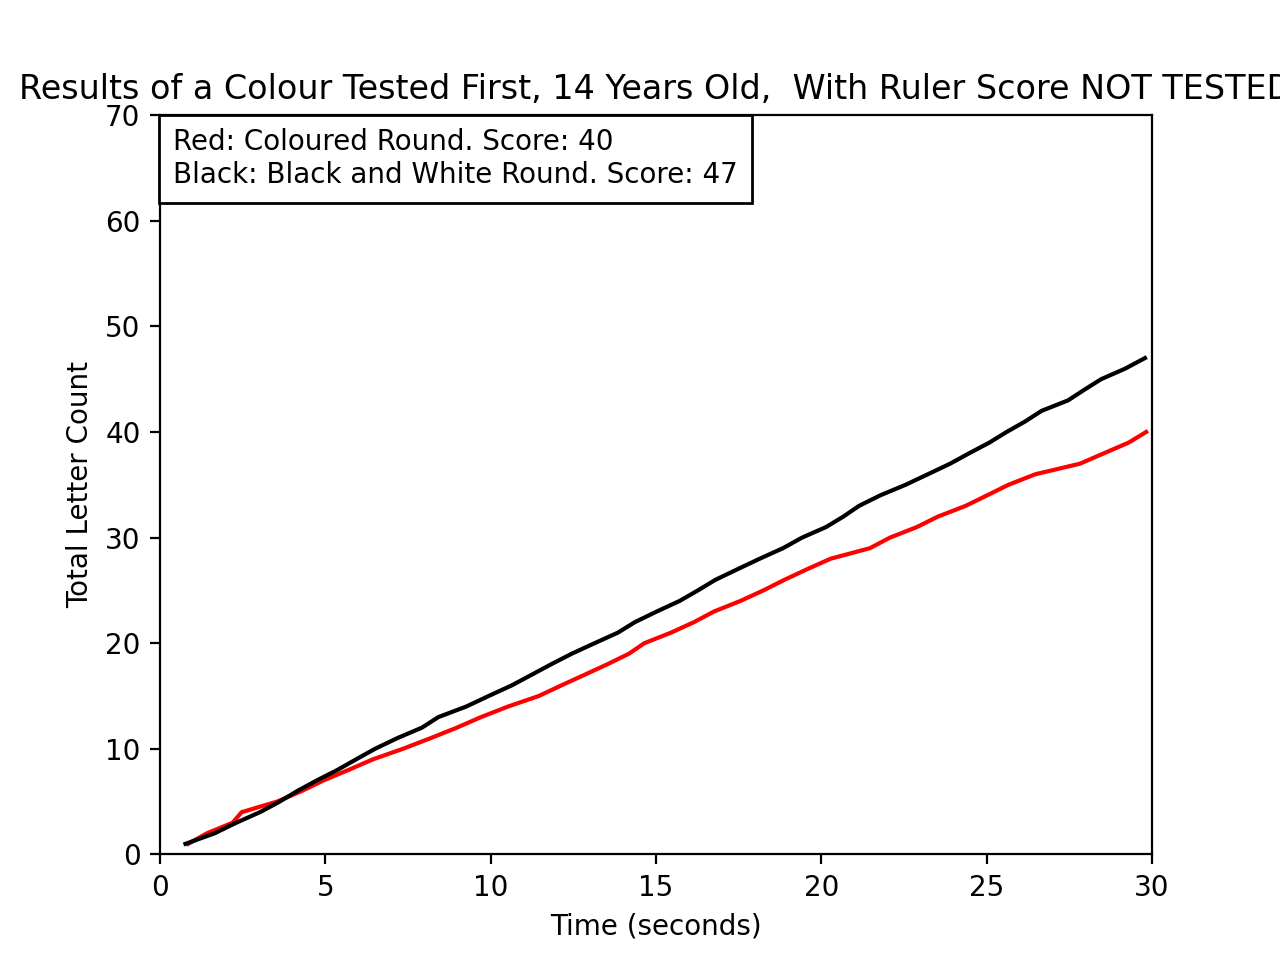 Results of a Colour Tested First, 14 Years Old,  With Ruler Score NOT TESTED
70
Red: Coloured Round. Score: 40
Black: Black and White Round. Score: 47
60
50
40
30
20
10
0
Total Letter Count
0 5 10 15 20 25 30
Time (seconds)